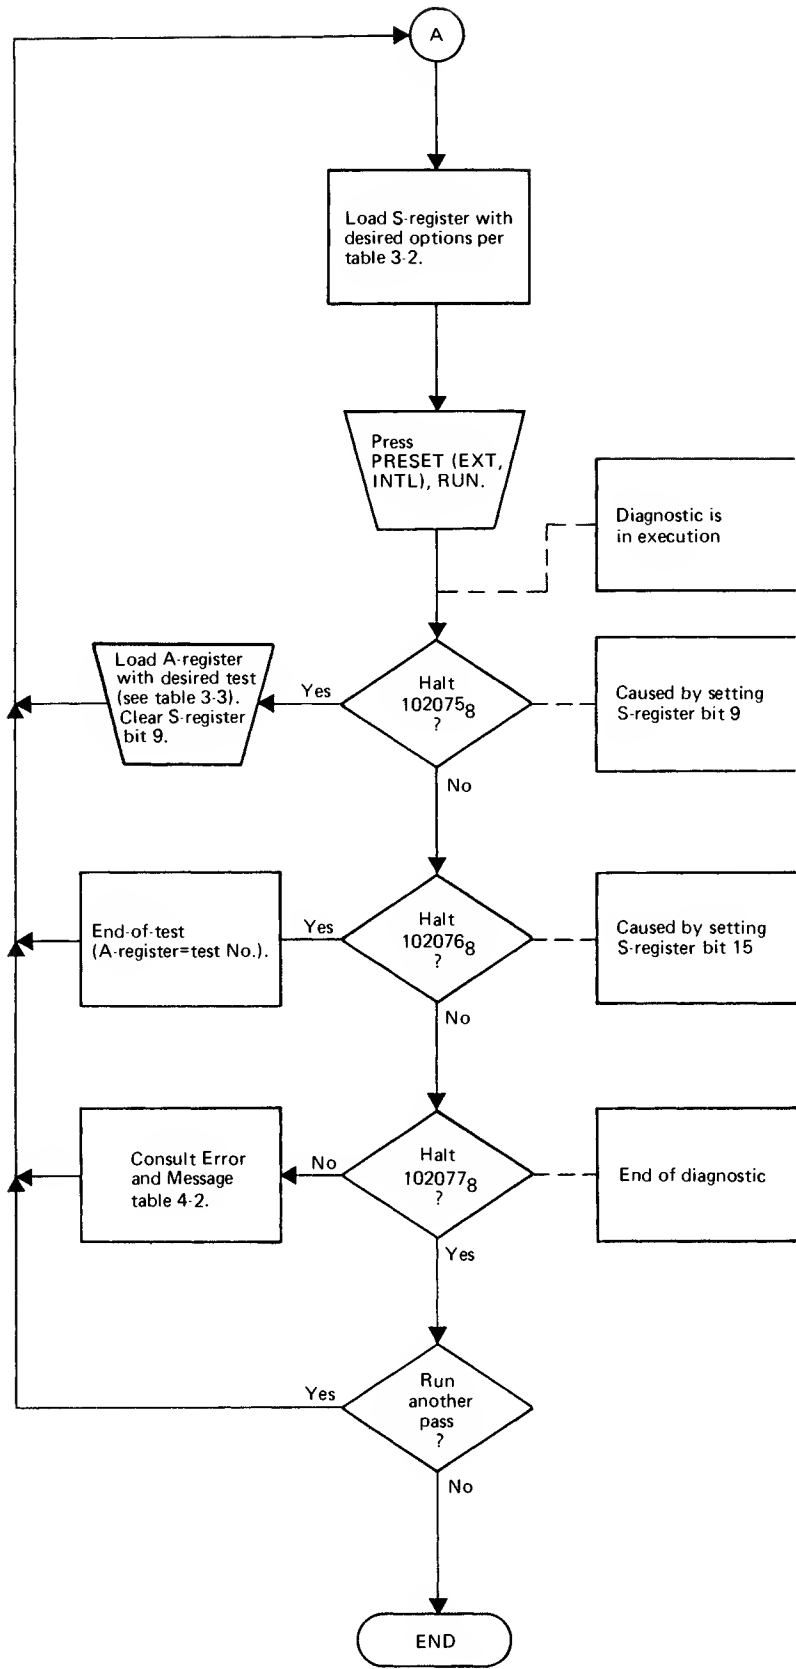 A
Load S-register with
desired options per
table 3-2.
Press
PRESET (EXT,
INTL), RUN.
Diagnostic is
in execution
Load A-register
with desired test
(see table 3-3).
Clear S-register
bit 9.
Yes
Halt
102075₈
?
Caused by setting
S-register bit 9
No
End-of-test
(A-register=test No.).
Yes
Halt
102076₈
?
Caused by setting
S-register bit 15
No
Consult Error
and Message
table 4-2.
No
Halt
102077₈
?
End of diagnostic
Yes
Yes
Run
another
pass
?
No
END